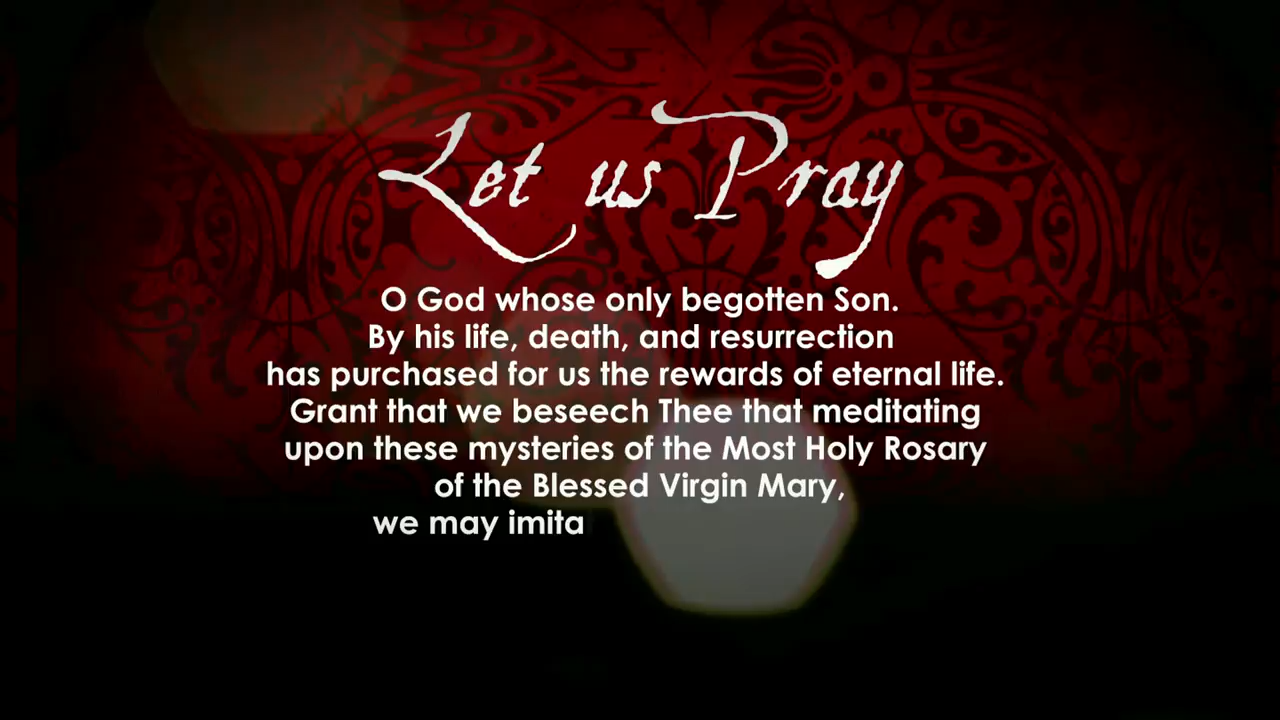 Let us Pray
O God whose only begotten Son.
By his life, death, and resurrection
has purchased for us the rewards of eternal life.
Grant that we beseech Thee that meditating
upon these mysteries of the Most Holy Rosary
of the Blessed Virgin Mary,
we may imita